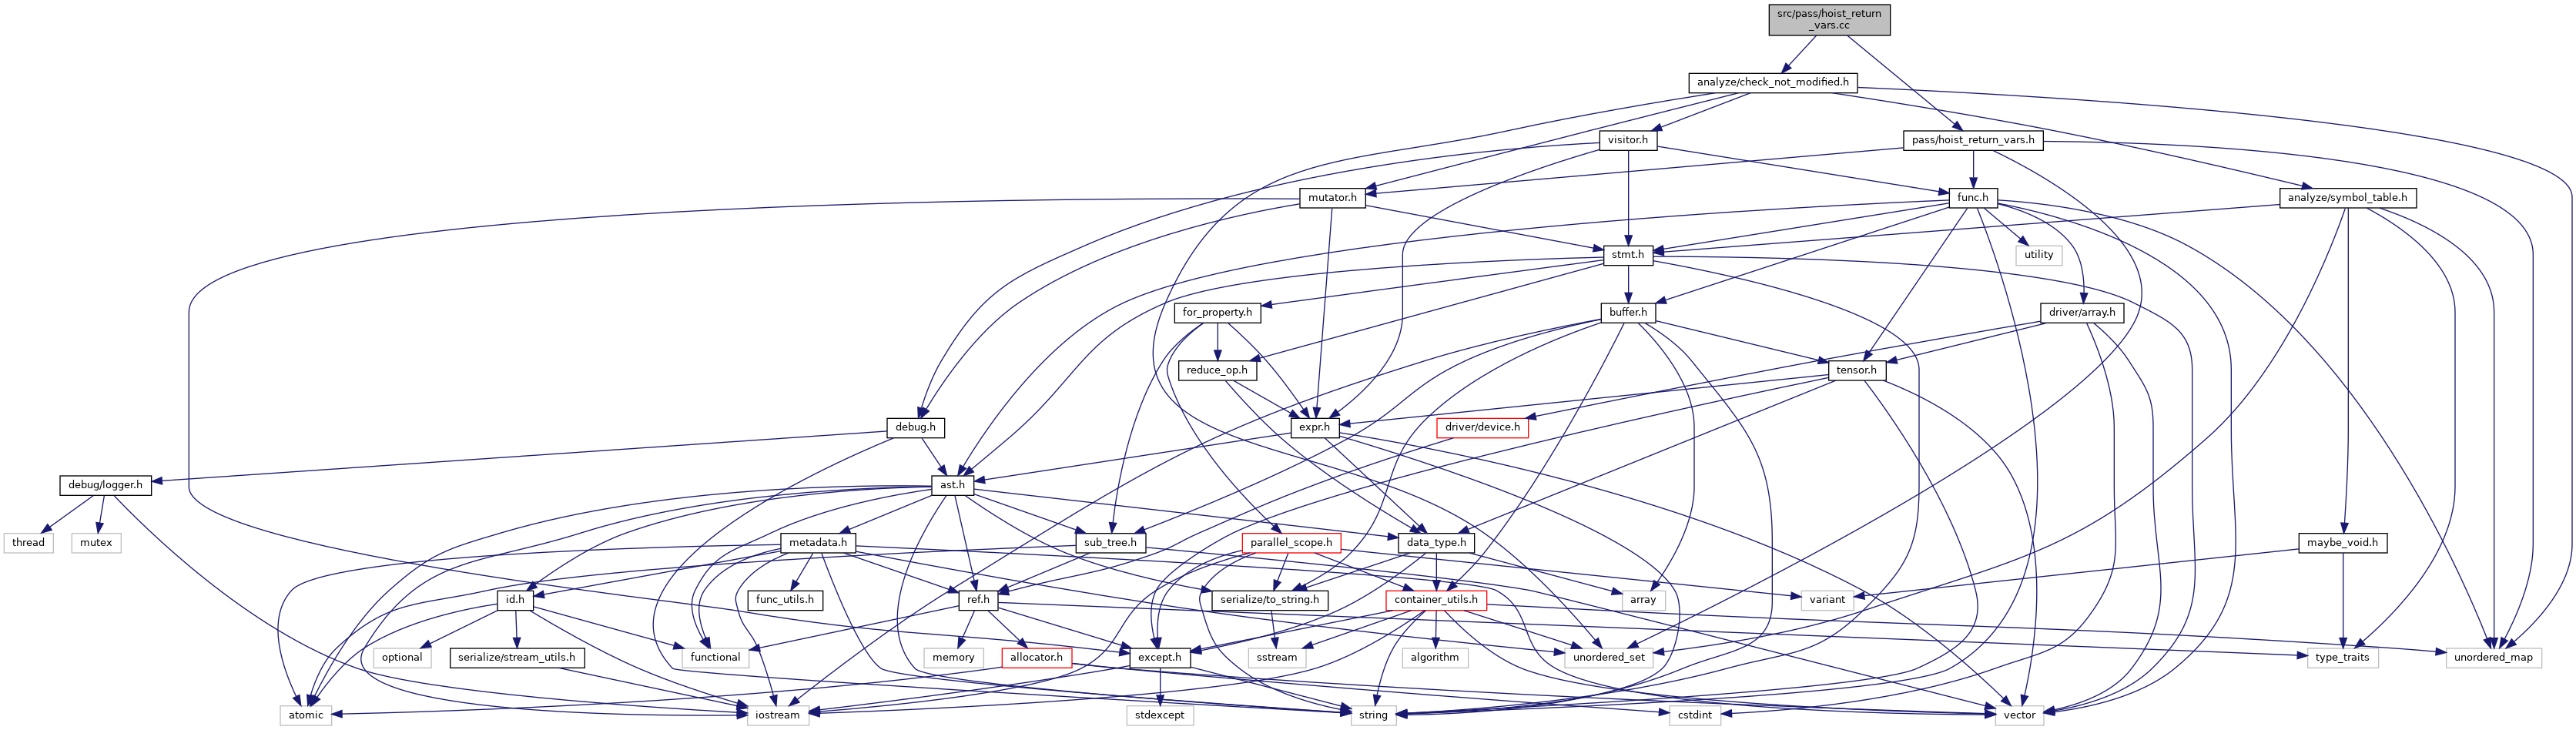 src/pass/hoist_return
_vars.cc
analyze/check_not_modified.h
visitor.h
pass/hoist_return_vars.h
mutator.h
func.h
analyze/symbol_table.h
stmt.h
utility
for_property.h
buffer.h
driver/array.h
reduce_op.h
tensor.h
debug.h
expr.h
driver/device.h
debug/logger.h
ast.h
thread
mutex
metadata.h
sub_tree.h
parallel_scope.h
data_type.h
maybe_void.h
id.h
func_utils.h
ref.h
serialize/to_string.h
container_utils.h
array
variant
optional
serialize/stream_utils.h
functional
memory
allocator.h
except.h
sstream
algorithm
unordered_set
type_traits
unordered_map
atomic
iostream
string
stdexcept
cstdint
vector